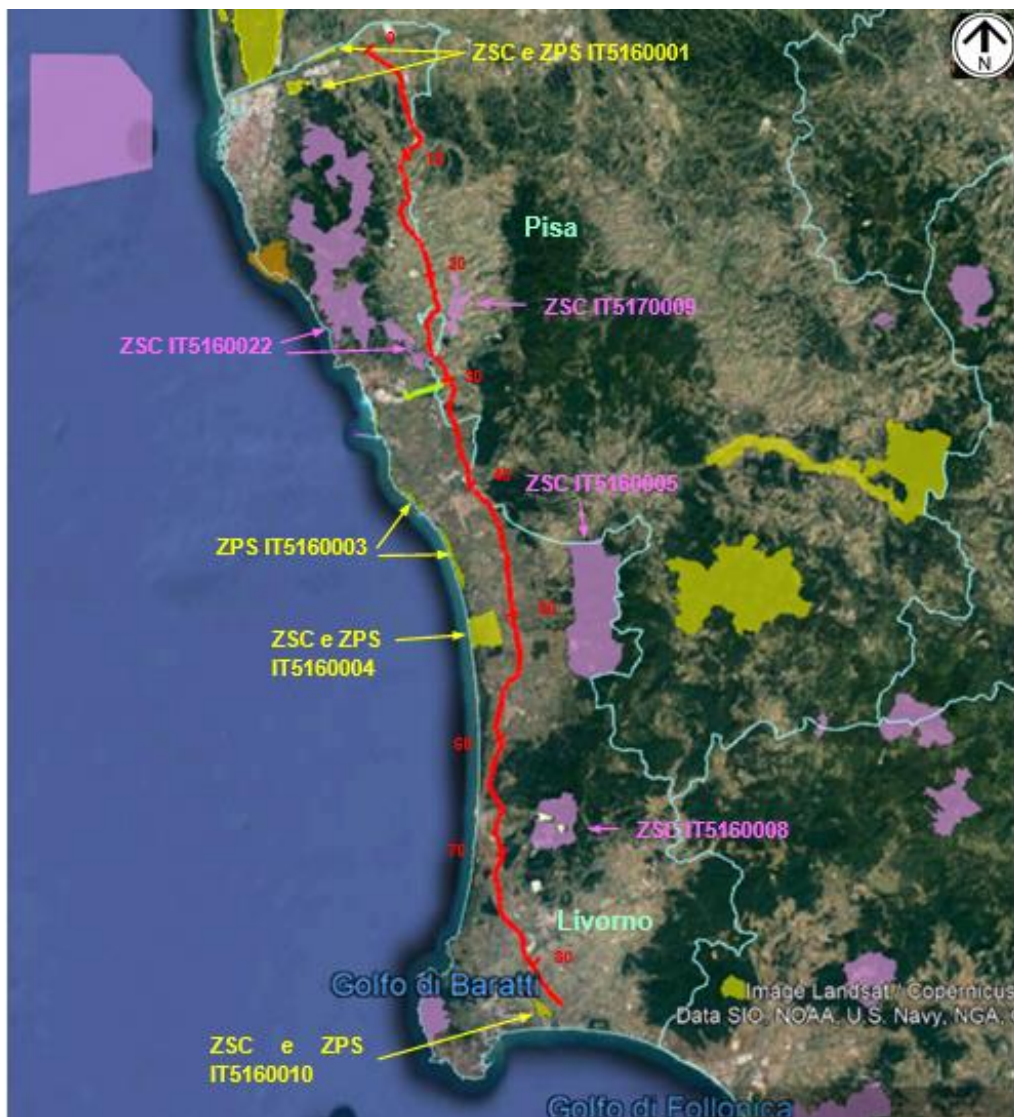 0
N
ZSC e ZPS IT5160001
10
Pisa
20
ZSC IT5170009
ZSC IT5160022
30
40
ZSC IT5160005
ZPS IT5160003
50
ZSC e ZPS
IT5160004
60
ZSC IT5160008
70
Livorno
80
Golfo di Baratti
Image Landsat / Copernicus
Data SIO, NOAA, U.S. Navy, NGA,
ZSC e ZPS
IT5160010
Golfo di Follonica